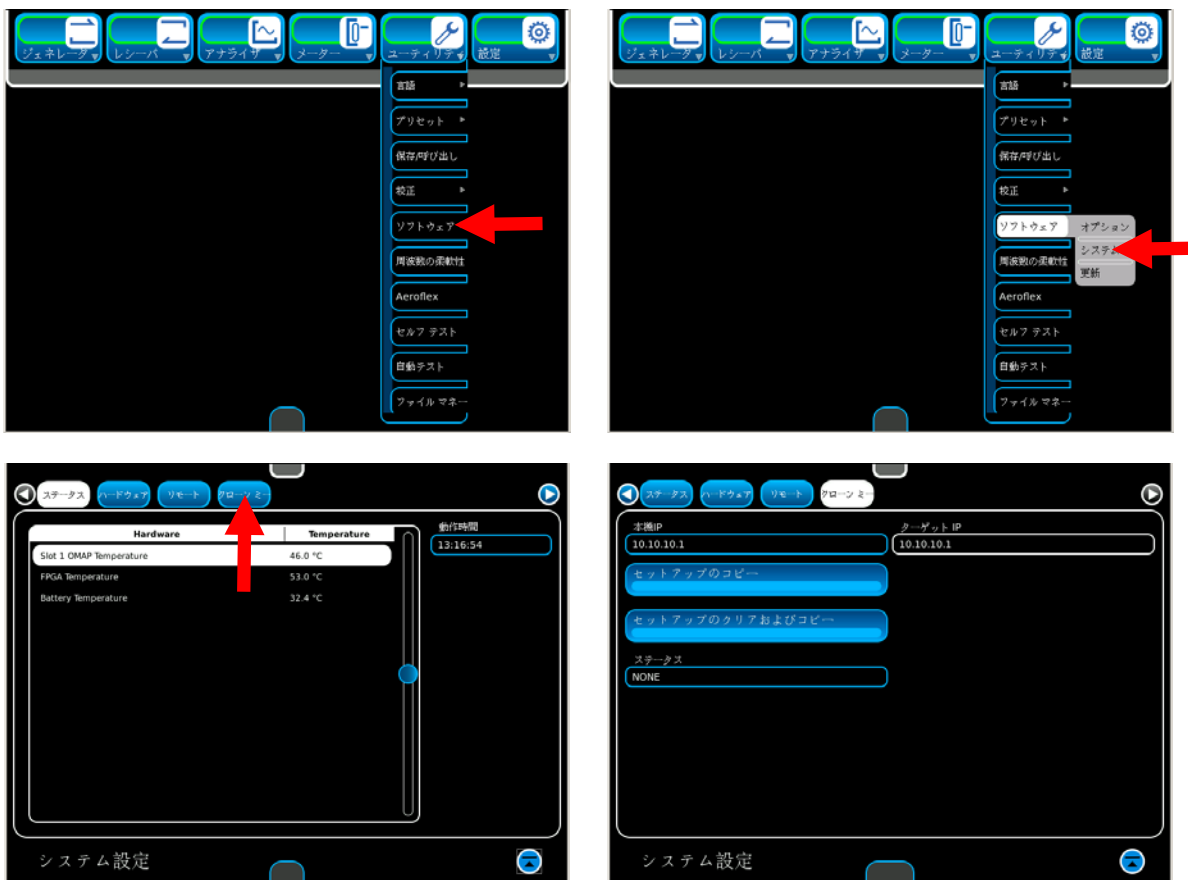 ジェネレータ レシーバ アナライザ メーター ユーティリティ 設定
言語
プリセット
保存/呼び出し
校正
ソフトウェア
周波数の柔軟性
Aeroflex
セルフ テスト
自動テスト
ファイル マネー
ジェネレータ レシーバ アナライザ メーター ユーティリティ 設定
言語
プリセット
保存/呼び出し
校正
ソフトウェア オプション
システム
周波数の柔軟性 更新
Aeroflex
セルフ テスト
自動テスト
ファイル マネー
ステータス ハードウェア リモート クローン ミー
Hardware Temperature 動作時間
13:16:54
Slot 1 OMAP Temperature 46.0 °C
FPGA Temperature 53.0 °C
Battery Temperature 32.4 °C
システム設定
ステータス ハードウェア リモート クローン ミー
本機IP ターゲット IP
10.10.10.1 10.10.10.1
セットアップのコピー
セットアップのクリアおよびコピー
ステータス
NONE
システム設定